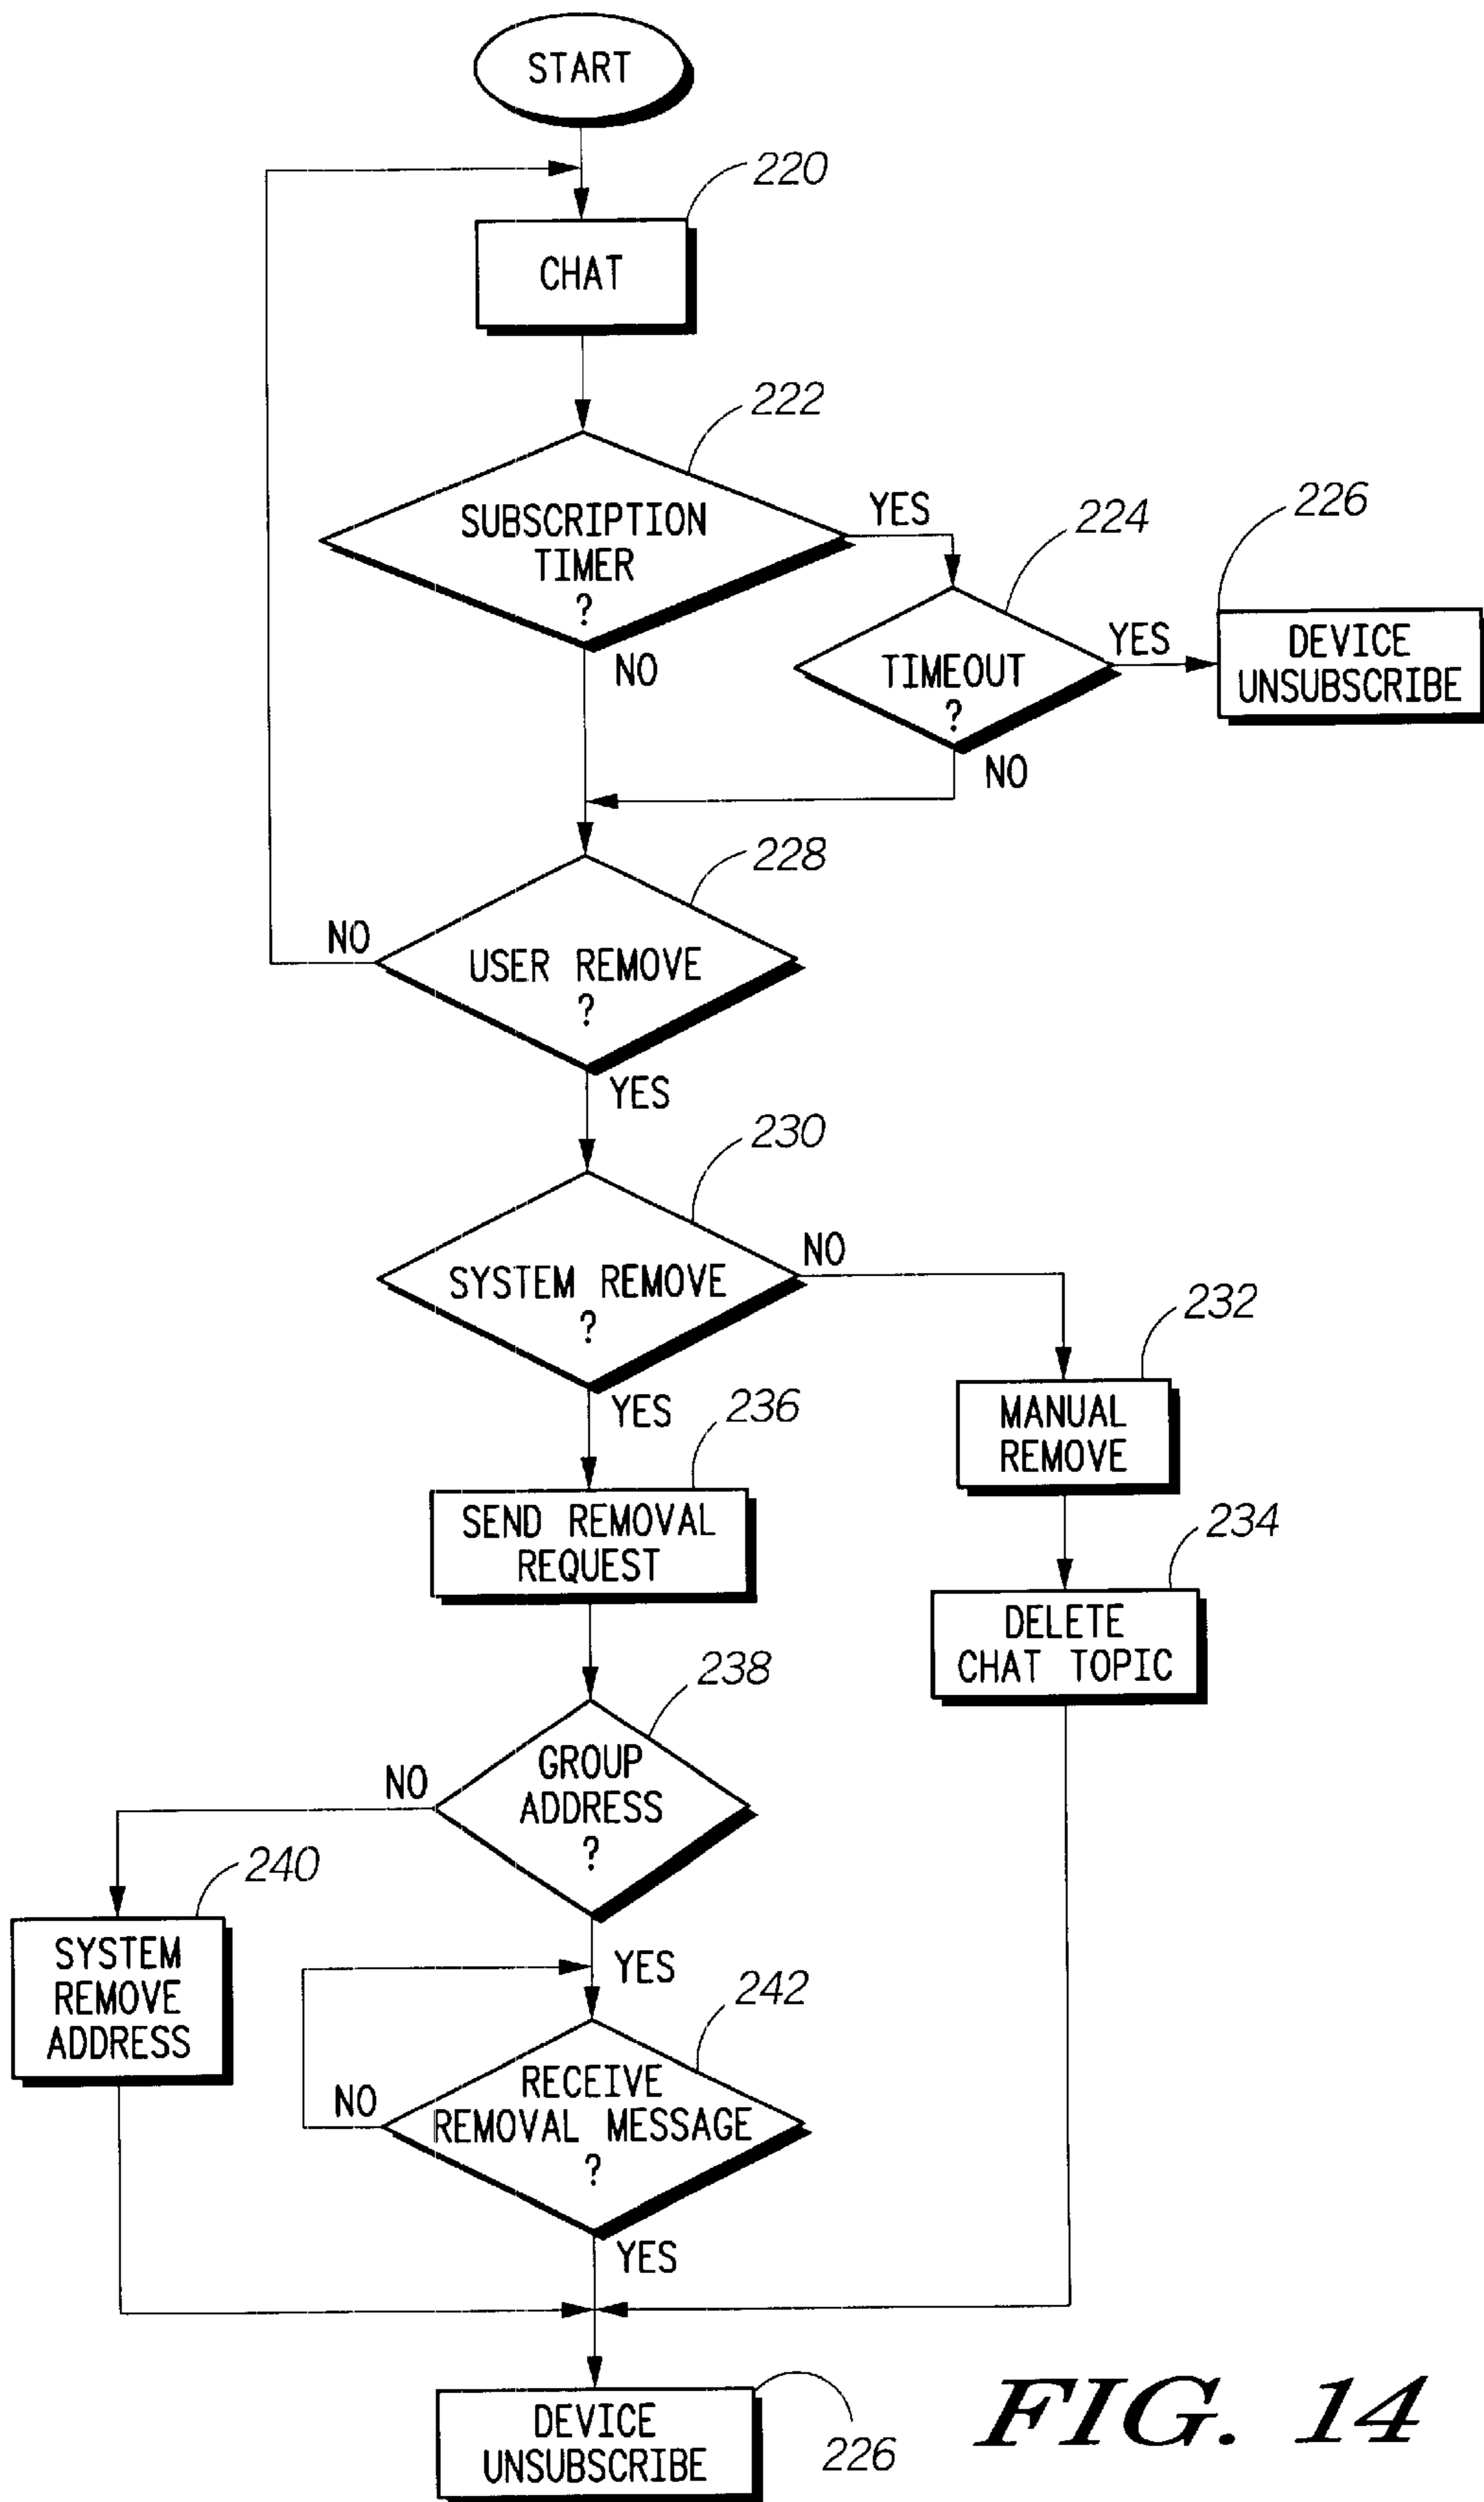 START
220
CHAT
222
SUBSCRIPTION
TIMER
?
YES
NO
224
TIMEOUT
?
YES
NO
226
DEVICE
UNSUBSCRIBE
228
USER REMOVE
?
NO
YES
230
SYSTEM REMOVE
?
NO
YES
232
MANUAL
REMOVE
236
SEND REMOVAL
REQUEST
234
DELETE
CHAT TOPIC
238
GROUP
ADDRESS
?
NO
YES
240
SYSTEM
REMOVE
ADDRESS
242
RECEIVE
REMOVAL MESSAGE
?
NO
YES
DEVICE
UNSUBSCRIBE
226
FIG. 14